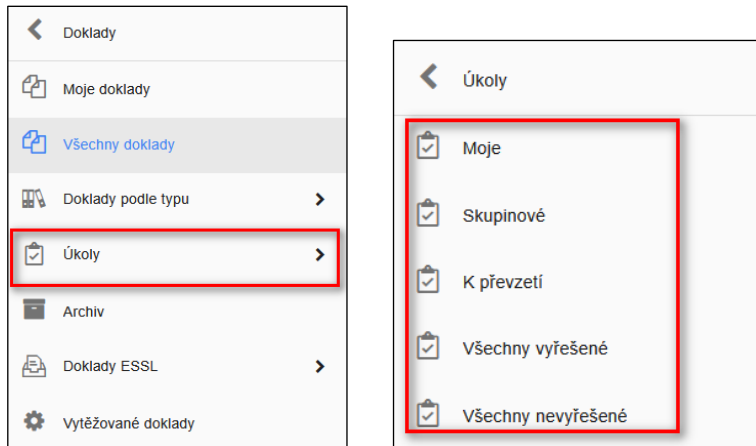 Doklady
Moje doklady
Všechny doklady
Doklady podle typu
Úkoly
Archiv
Doklady ESSL
Vytěžované doklady
Úkoly
Moje
Skupinové
K převzetí
Všechny vyřešené
Všechny nevyřešené